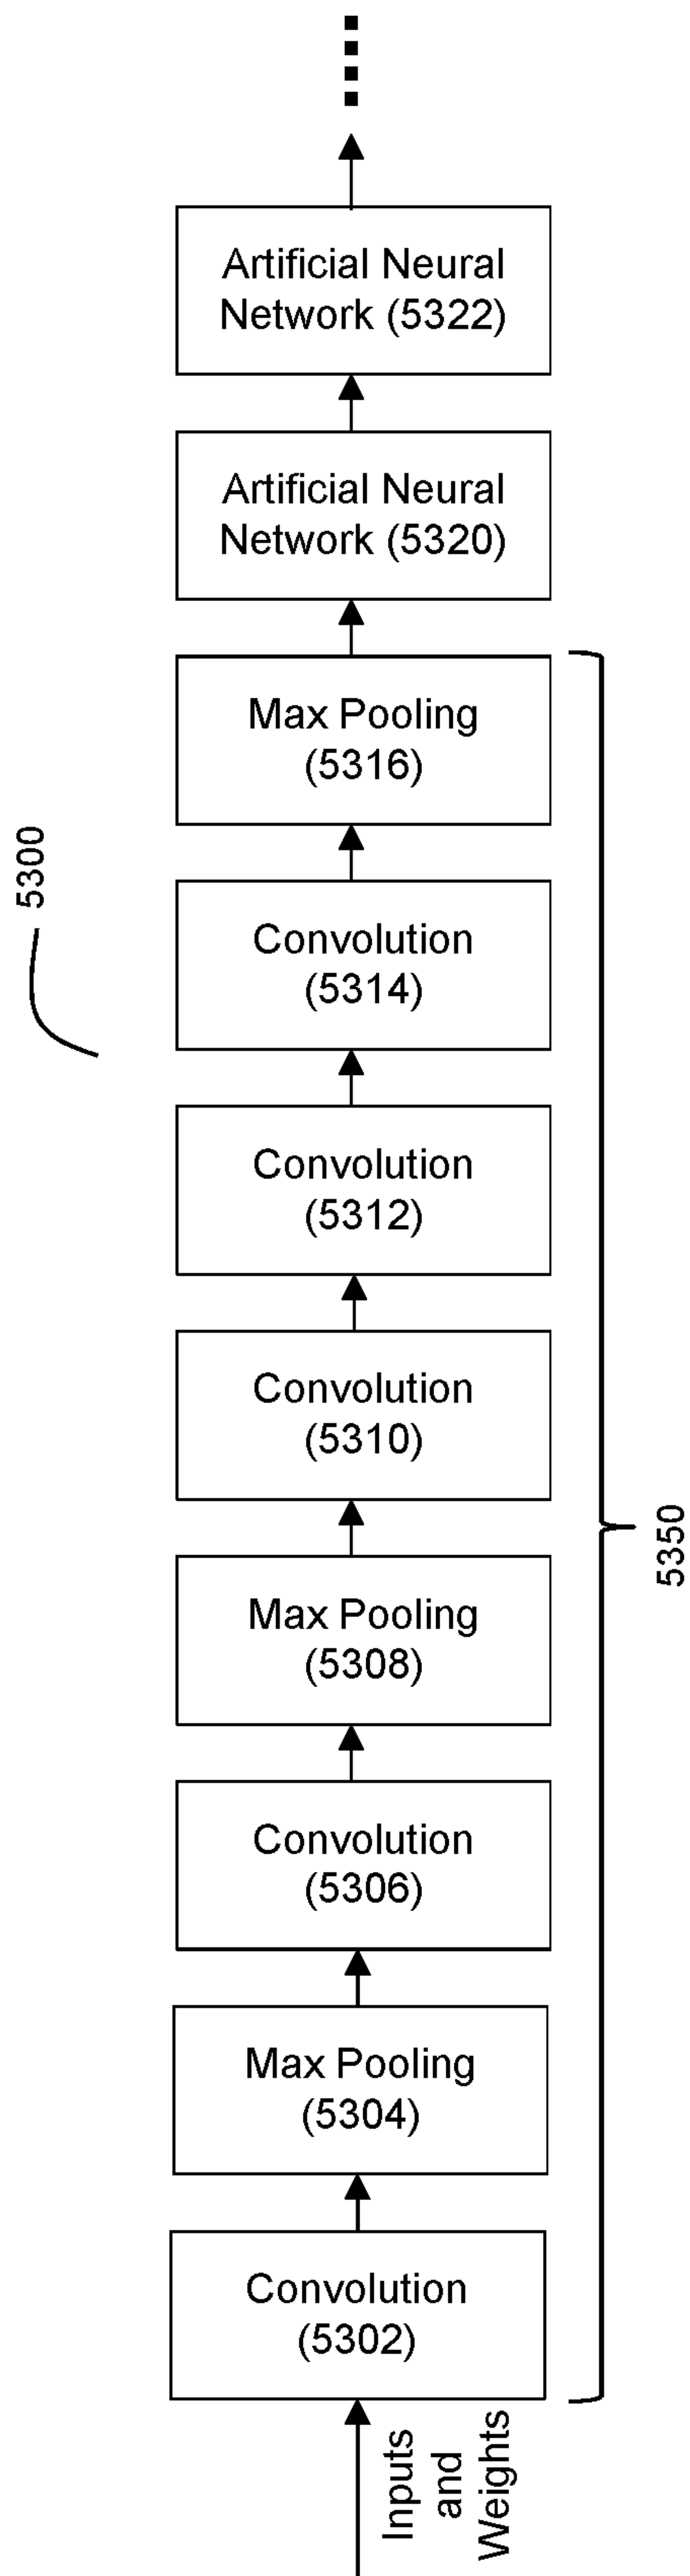 Artificial Neural
Network (5322)
Artificial Neural
Network (5320)
Max Pooling
(5316)
5300
Convolution
(5314)
Convolution
(5312)
Convolution
(5310)
5350
Max Pooling
(5308)
Convolution
(5306)
Max Pooling
(5304)
Convolution
(5302)
Inputs
and
Weights